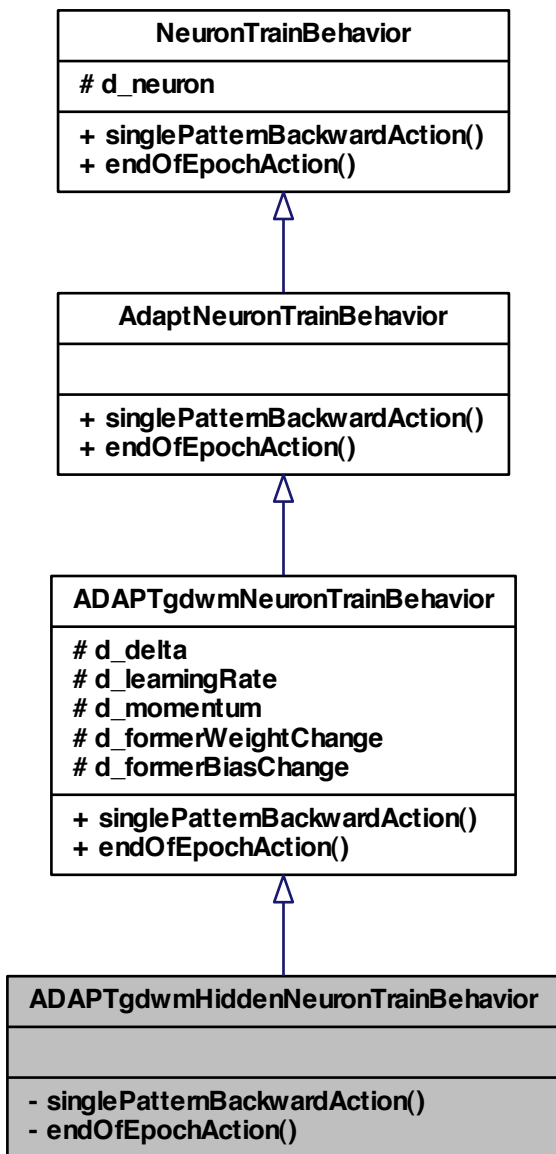 NeuronTrainBehavior
# d_neuron
+ singlePatternBackwardAction()
+ endOfEpochAction()
AdaptNeuronTrainBehavior
+ singlePatternBackwardAction()
+ endOfEpochAction()
ADAPTgdwmNeuronTrainBehavior
# d_delta
# d_learningRate
# d_momentum
# d_formerWeightChange
# d_formerBiasChange
+ singlePatternBackwardAction()
+ endOfEpochAction()
ADAPTgdwmHiddenNeuronTrainBehavior
- singlePatternBackwardAction()
- endOfEpochAction()